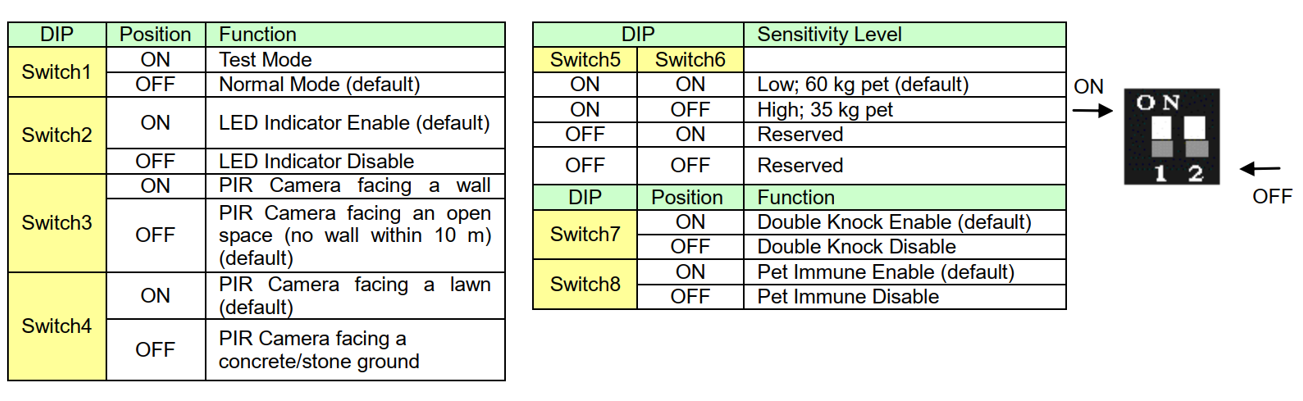 DIP Position Function
Switch1 ON Test Mode
OFF Normal Mode (default)
Switch2 ON LED Indicator Enable (default)
OFF LED Indicator Disable
Switch3 ON PIR Camera facing a wall
OFF PIR Camera facing an open
space (no wall within 10 m)
(default)
Switch4 ON PIR Camera facing a lawn
(default)
OFF PIR Camera facing a
concrete/stone ground
DIP Sensitivity Level
Switch5 Switch6
ON ON Low; 60 kg pet (default)
ON OFF High; 35 kg pet
OFF ON Reserved
OFF OFF Reserved
DIP Position Function
Switch7 ON Double Knock Enable (default)
OFF Double Knock Disable
Switch8 ON Pet Immune Enable (default)
OFF Pet Immune Disable
ON
ON
1 2
OFF